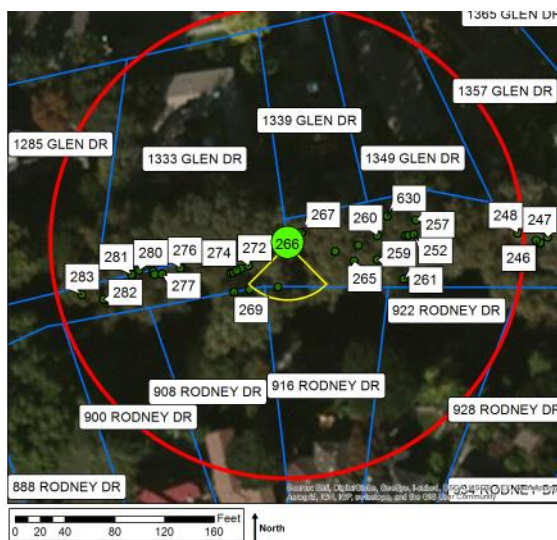 1365 GLEN DR
1357 GLEN DR
1339 GLEN DR
1285 GLEN DR
1333 GLEN DR
1349 GLEN DR
630
267
260
257
248
247
266
272
274
276
280
281
252
246
283
277
259
265
261
282
269
922 RODNEY DR
908 RODNEY DR
916 RODNEY DR
900 RODNEY DR
928 RODNEY DR
888 RODNEY DR
RODNEY DR
Feet
0 20 40 80 120 160
North